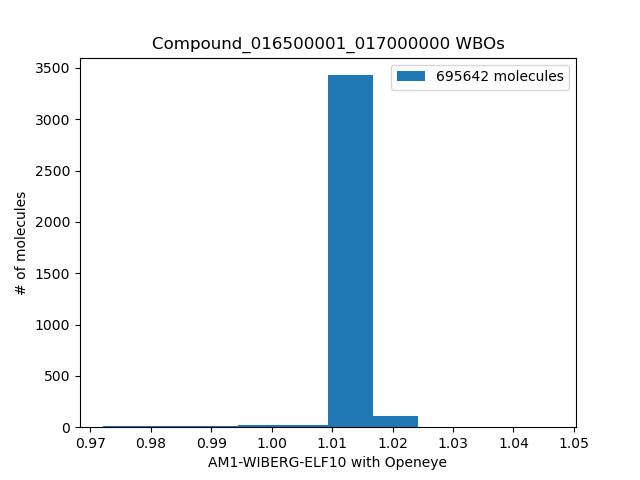 Compound_016500001_017000000 WBOs
695642 molecules
3500
3000
2500
2000
1500
1000
500
0
# of molecules
0.97 0.98 0.99 1.00 1.01 1.02 1.03 1.04 1.05
AM1-WIBERG-ELF10 with Openeye